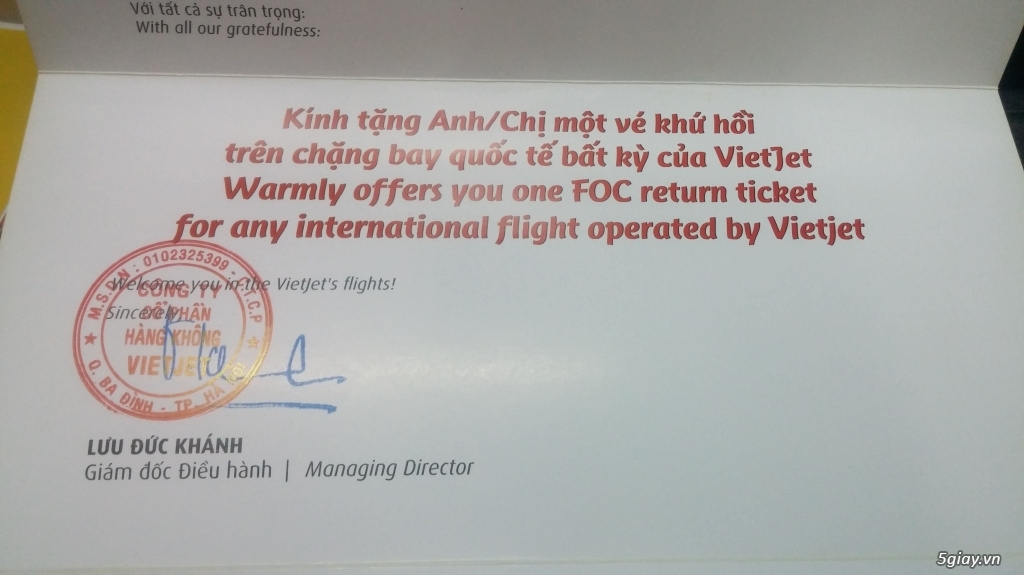 Với tất cả sự trân trọng:
With all our gratefulness:
Kính tặng Anh/Chị một vé khứ hồi
trên chặng bay quốc tế bất kỳ của VietJet
Warmly offers you one FOC return ticket
for any international flight operated by Vietjet
Welcome you in the VietJet's flights!
Sincerely,
M.S.D.N : 0102325399 - C.T.C.P
CÔNG TY
CỔ PHẦN
HÀNG KHÔNG
VIETJET
Q. BA ĐÌNH - TP. HÀ
LƯU ĐỨC KHÁNH
Giám đốc Điều hành | Managing Director
5giay.vn